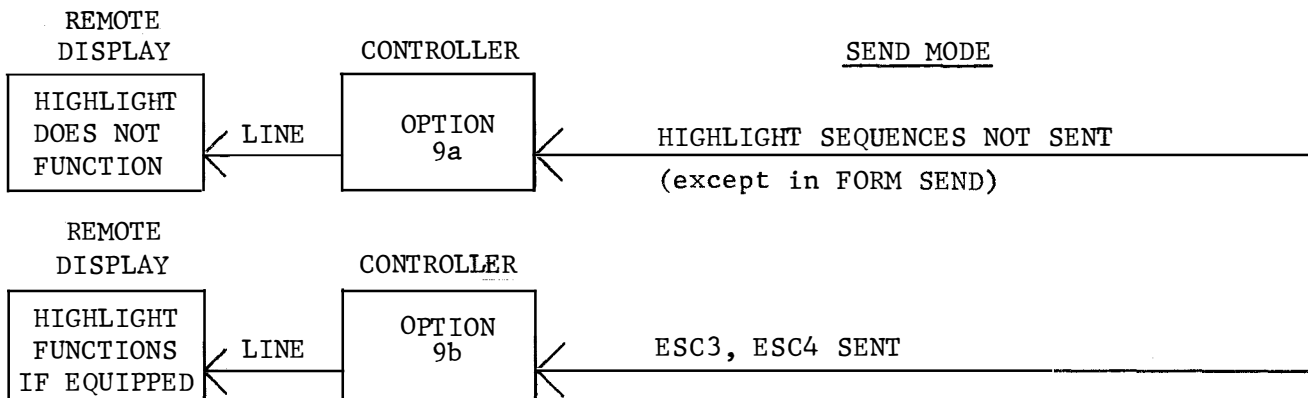 REMOTE
DISPLAY
CONTROLLER
SEND MODE
HIGHLIGHT
DOES NOT
FUNCTION
LINE
OPTION
9a
HIGHLIGHT SEQUENCES NOT SENT
(except in FORM SEND)
REMOTE
DISPLAY
CONTROLLER
HIGHLIGHT
FUNCTIONS
IF EQUIPPED
LINE
OPTION
9b
ESC3, ESC4 SENT